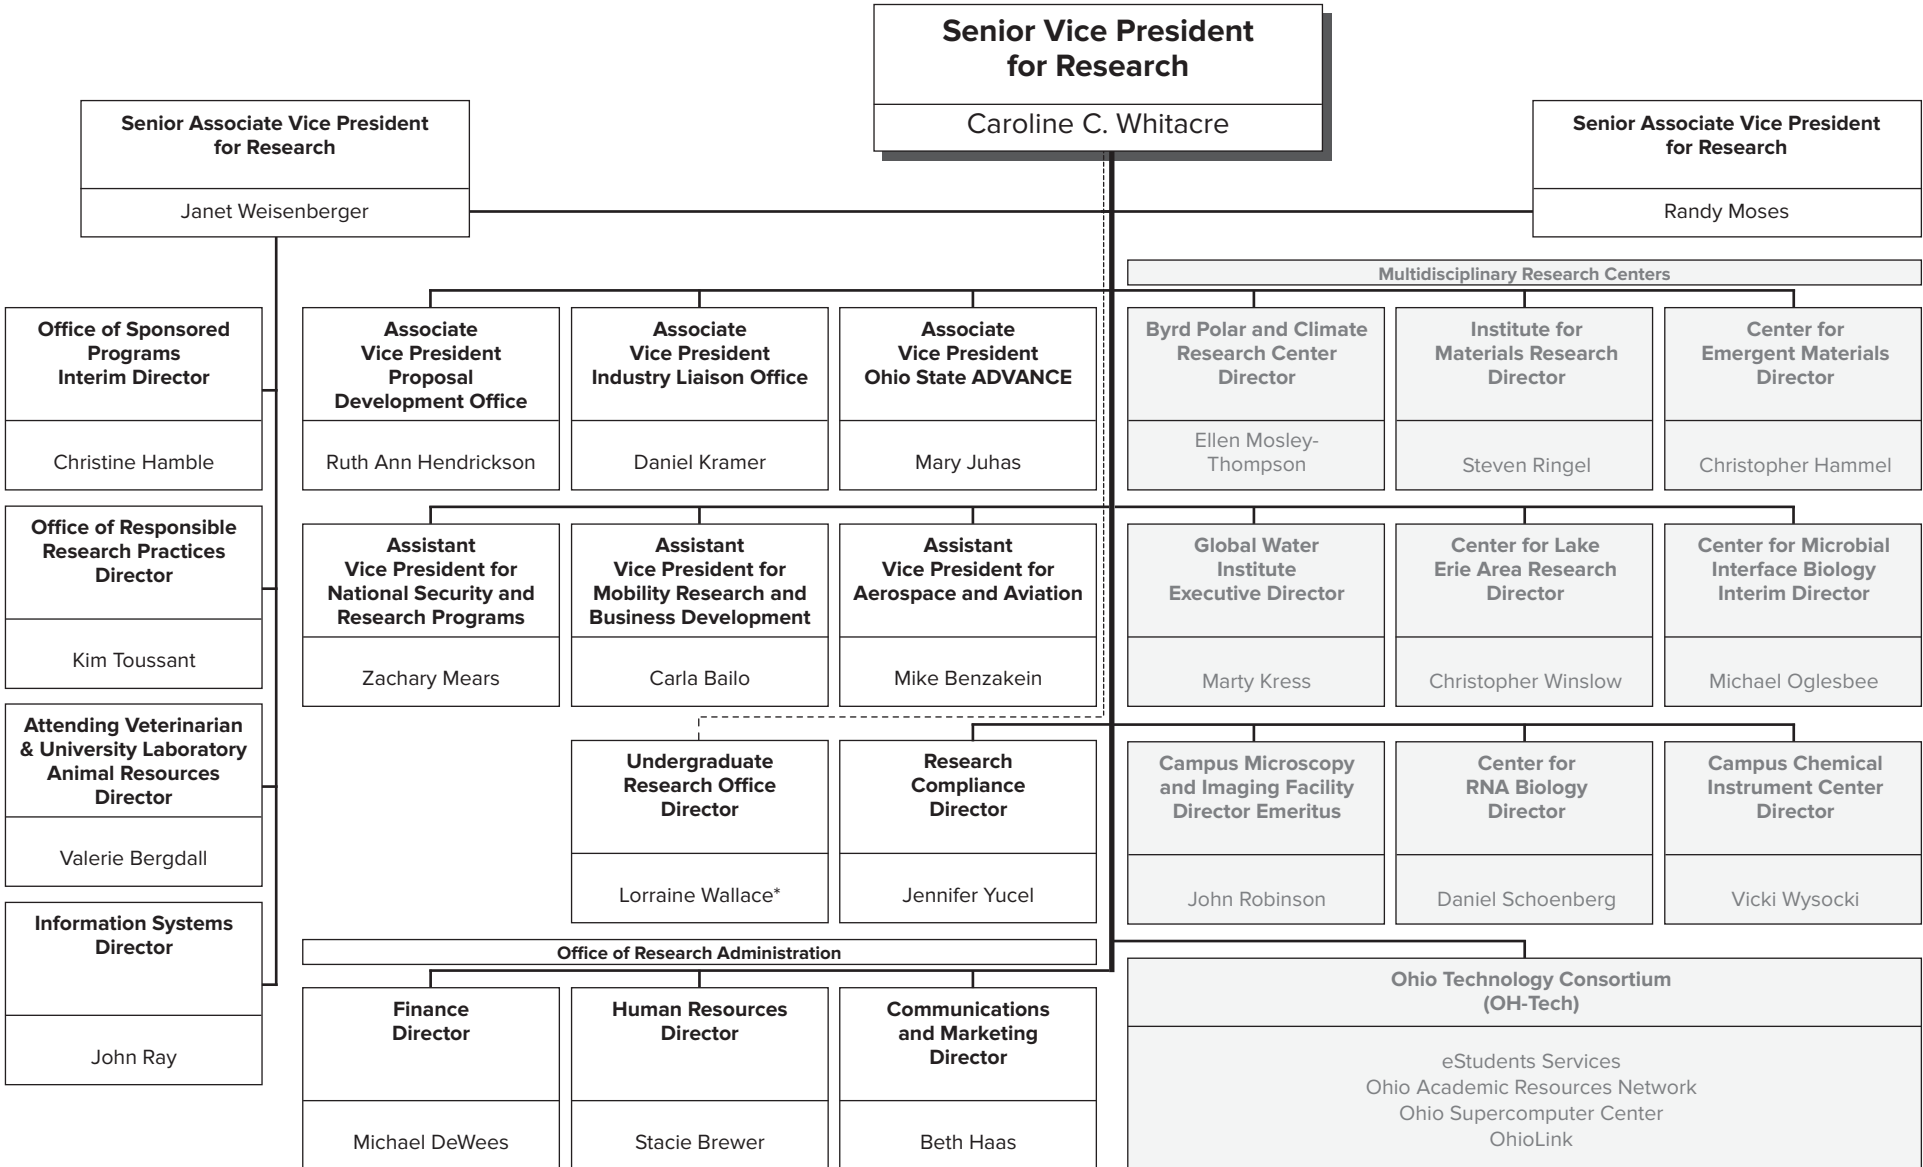 Senior Vice President
for Research
Caroline C. Whitacre
Senior Associate Vice President
for Research
Janet Weisenberger
Senior Associate Vice President
for Research
Randy Moses
Office of Sponsored
Programs
Interim Director
Christine Hamble
Office of Responsible
Research Practices
Director
Kim Toussant
Attending Veterinarian
& University Laboratory
Animal Resources
Director
Valerie Bergdall
Information Systems
Director
John Ray
Associate
Vice President
Proposal
Development Office
Ruth Ann Hendrickson
Associate
Vice President
Industry Liaison Office
Daniel Kramer
Associate
Vice President
Ohio State ADVANCE
Mary Juhas
Assistant
Vice President for
National Security and
Research Programs
Zachary Mears
Assistant
Vice President for
Mobility Research and
Business Development
Carla Bailo
Assistant
Vice President for
Aerospace and Aviation
Mike Benzakein
Undergraduate
Research Office
Director
Lorraine Wallace*
Research
Compliance
Director
Jennifer Yucel
Office of Research Administration
Finance
Director
Michael DeWees
Human Resources
Director
Stacie Brewer
Communications
and Marketing
Director
Beth Haas
Multidisciplinary Research Centers
Byrd Polar and Climate
Research Center
Director
Ellen Mosley-
Thompson
Institute for
Materials Research
Director
Steven Ringel
Center for
Emergent Materials
Director
Christopher Hammel
Global Water
Institute
Executive Director
Marty Kress
Center for Lake
Erie Area Research
Director
Christopher Winslow
Center for Microbial
Interface Biology
Interim Director
Michael Oglesbee
Campus Microscopy
and Imaging Facility
Director Emeritus
John Robinson
Center for
RNA Biology
Director
Daniel Schoenberg
Campus Chemical
Instrument Center
Director
Vicki Wysocki
Ohio Technology Consortium
(OH-Tech)
eStudents Services
Ohio Academic Resources Network
Ohio Supercomputer Center
OhioLink